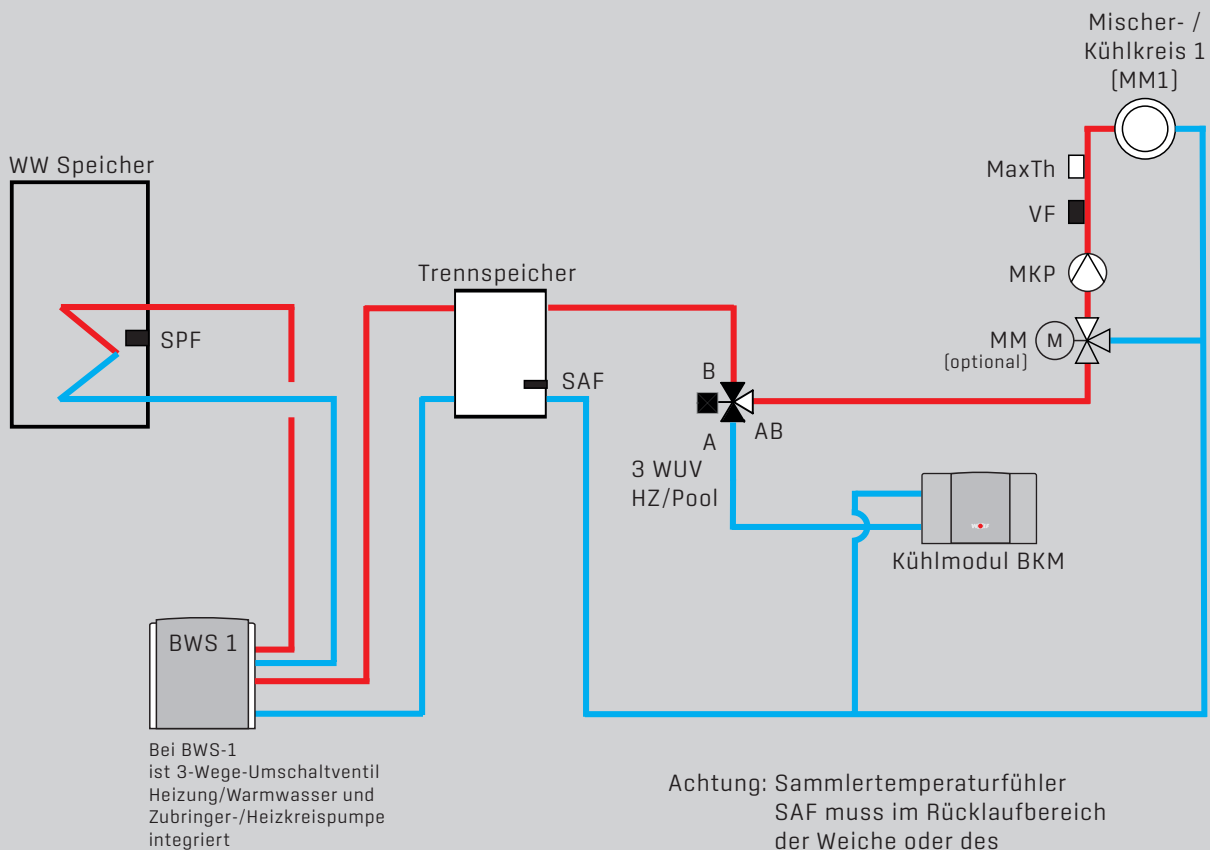 Mischer- /
Kühlkreis 1
(MM1)
WW Speicher
MaxTh
VF
Trennspeicher
MKP
SPF
MM
(optional)
M
SAF
B
A
AB
3 WUV
HZ/Pool
Kühlmodul BKM
BWS 1
Bei BWS-1
ist 3-Wege-Umschaltventil
Heizung/Warmwasser und
Zubringer-/Heizkreispumpe
integriert
Achtung: Sammlertemperaturfühler
SAF muss im Rücklaufbereich
der Weiche oder des